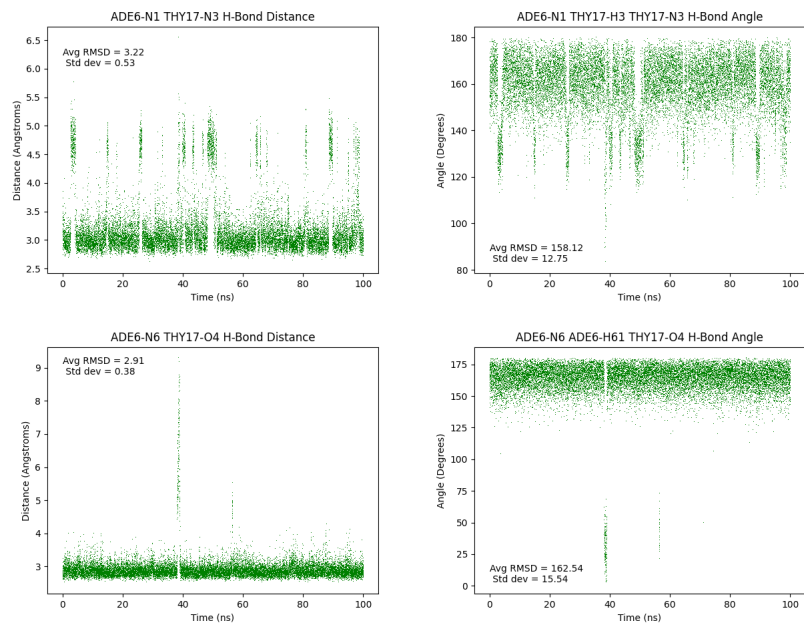 ADE6-N1 THY17-N3 H-Bond Distance
Avg RMSD = 3.22
Std dev = 0.53
Distance (Angstroms)
6.5
6.0
5.5
5.0
4.5
4.0
3.5
3.0
2.5
0 20 40 60 80 100
Time (ns)
ADE6-N1 THY17-H3 THY17-N3 H-Bond Angle
Angle (Degrees)
180
160
140
120
100
80
Avg RMSD = 158.12
Std dev = 12.75
0 20 40 60 80 100
Time (ns)
ADE6-N6 THY17-O4 H-Bond Distance
Avg RMSD = 2.91
Std dev = 0.38
Distance (Angstroms)
9
8
7
6
5
4
3
0 20 40 60 80 100
Time (ns)
ADE6-N6 ADE6-H61 THY17-O4 H-Bond Angle
Angle (Degrees)
175
150
125
100
75
50
25
0
Avg RMSD = 162.54
Std dev = 15.54
0 20 40 60 80 100
Time (ns)